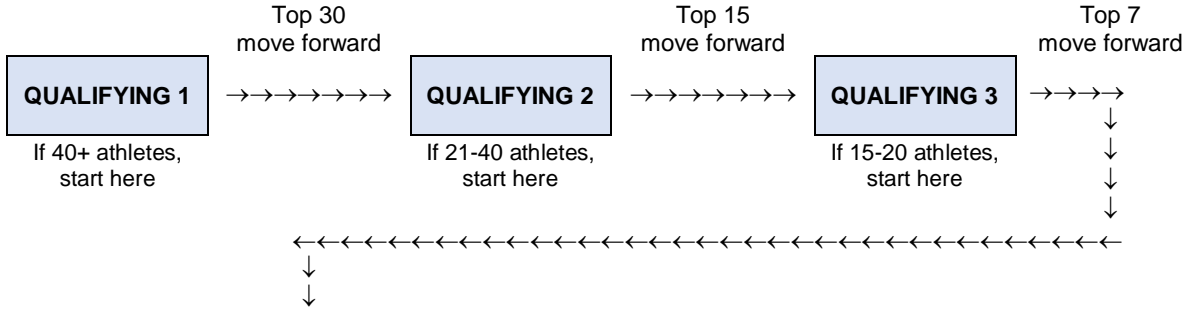 Top 30
move forward
Top 15
move forward
Top 7
move forward
QUALIFYING 1
→→→→→→→
QUALIFYING 2
→→→→→→→
QUALIFYING 3
→→→→
↓
↓
↓
↓
If 40+ athletes,
start here
If 21-40 athletes,
start here
If 15-20 athletes,
start here
←←←←←←←←←←←←←←←←←←←←←←←←←←←←←←←←←←←
↓
↓